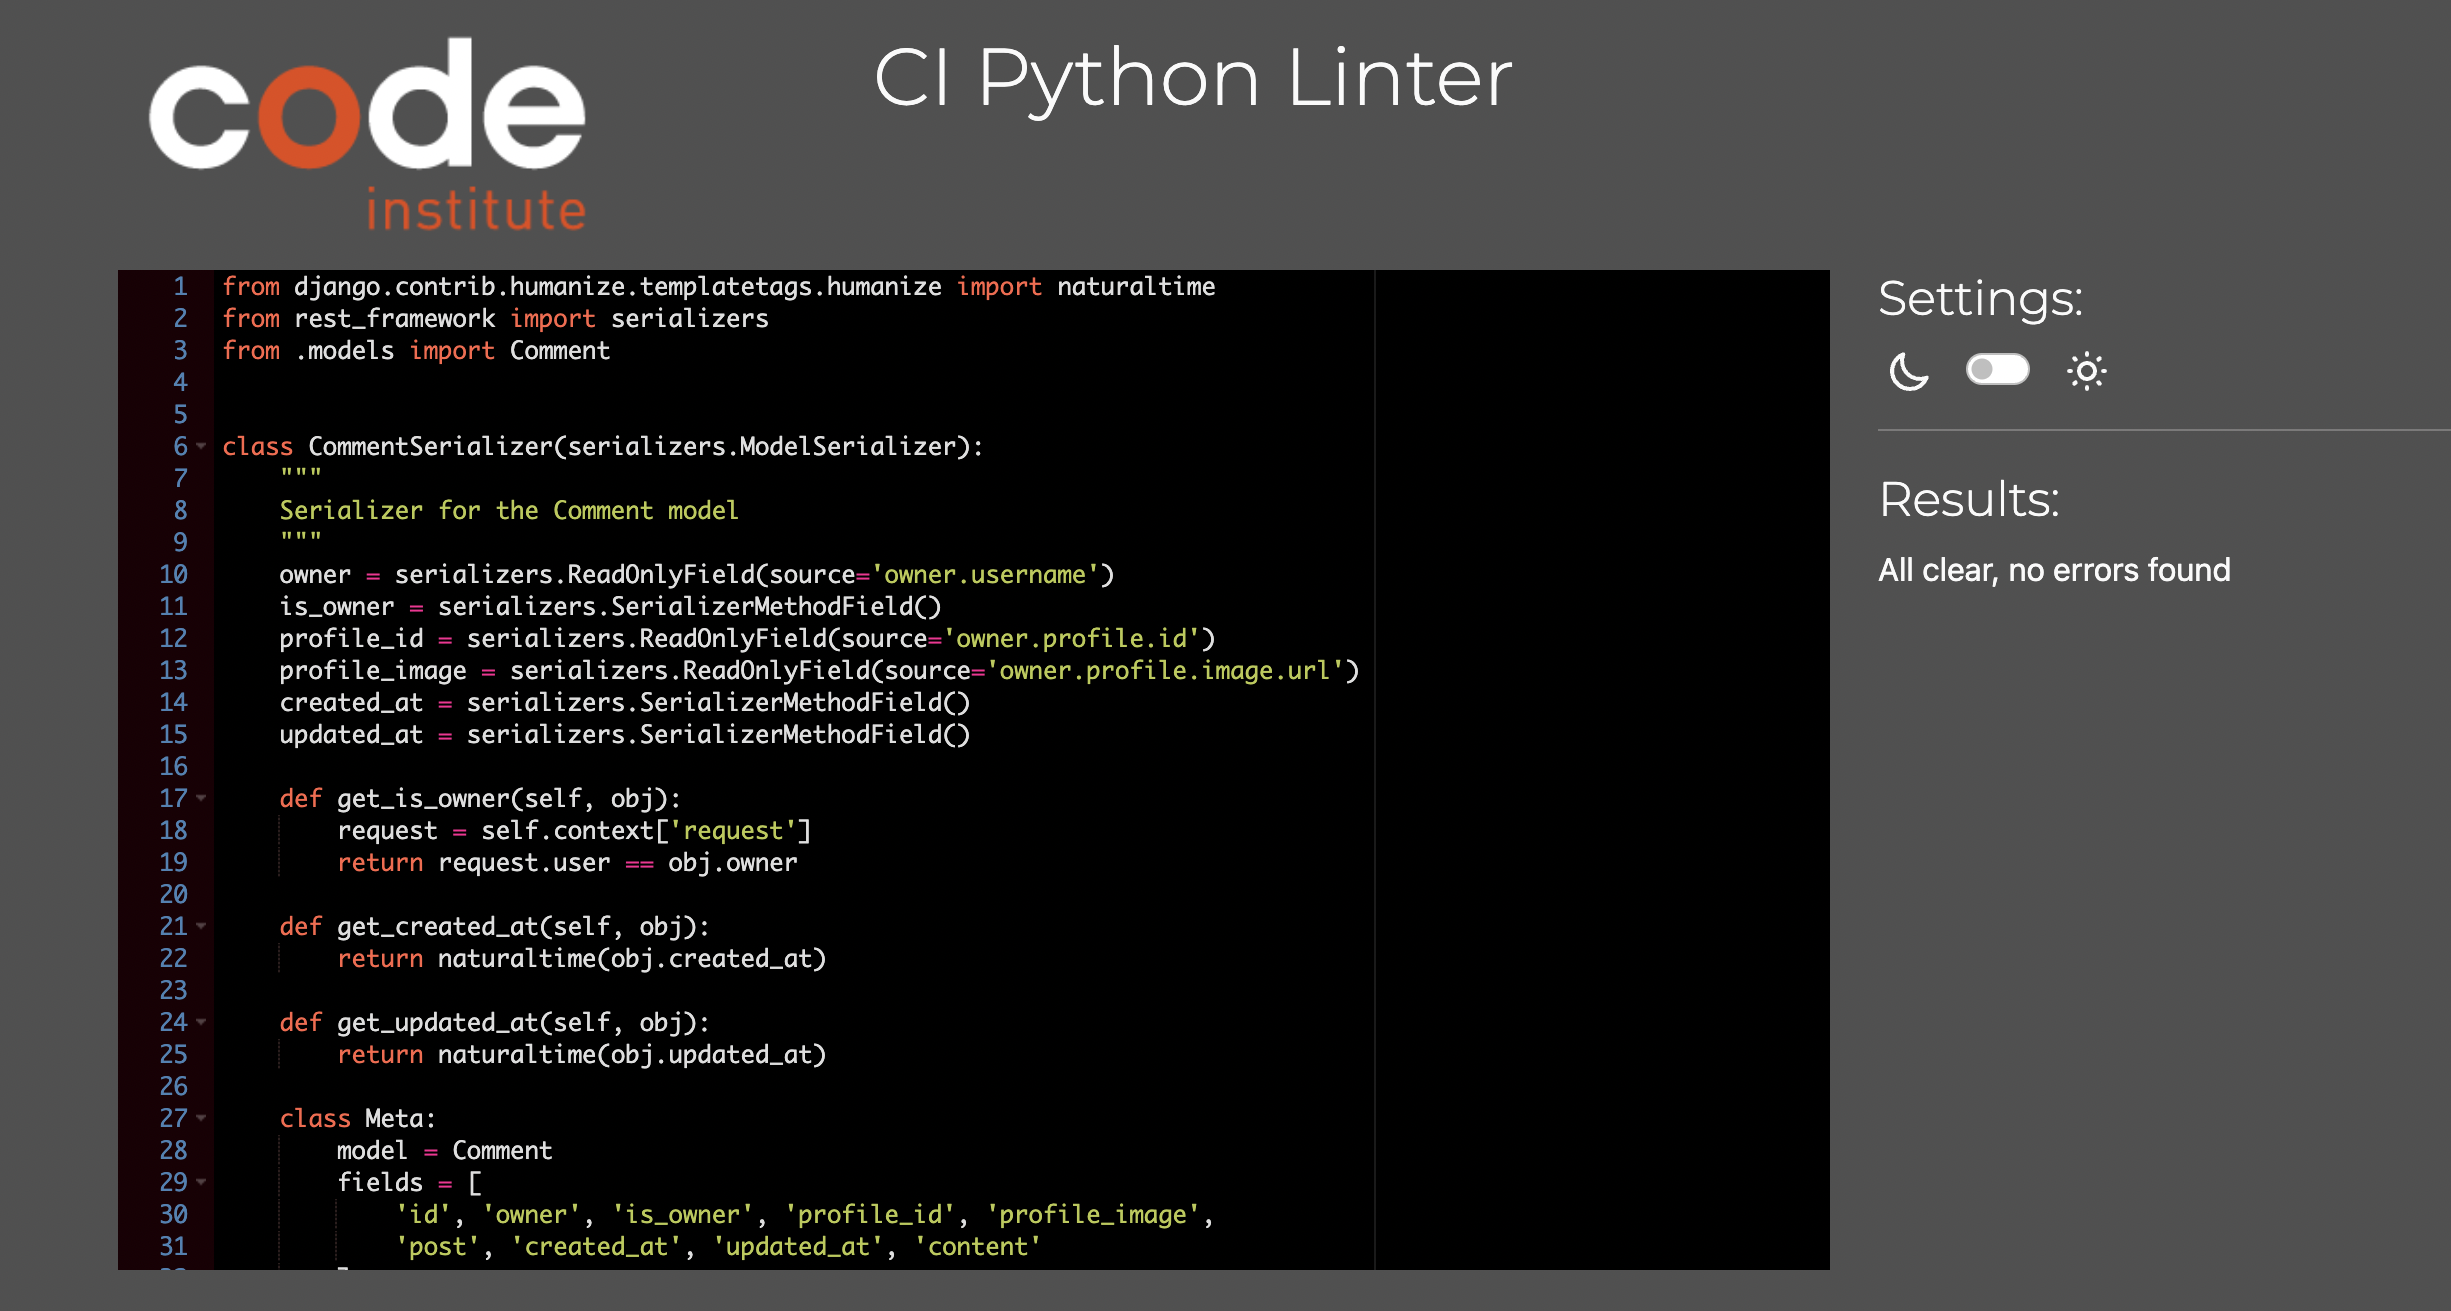 code
institute
CI Python Linter
1 from django.contrib.humanize.templatetags.humanize import naturaltime
2 from rest_framework import serializers
3 from .models import Comment
4
5
6 class CommentSerializer(serializers.ModelSerializer):
7     """
8     Serializer for the Comment model
9     """
10     owner = serializers.ReadOnlyField(source='owner.username')
11     is_owner = serializers.SerializerMethodField()
12     profile_id = serializers.ReadOnlyField(source='owner.profile.id')
13     profile_image = serializers.ReadOnlyField(source='owner.profile.image.url')
14     created_at = serializers.SerializerMethodField()
15     updated_at = serializers.SerializerMethodField()
16
17     def get_is_owner(self, obj):
18         request = self.context['request']
19         return request.user == obj.owner
20
21     def get_created_at(self, obj):
22         return naturaltime(obj.created_at)
23
24     def get_updated_at(self, obj):
25         return naturaltime(obj.updated_at)
26
27     class Meta:
28         model = Comment
29         fields = [
30             'id', 'owner', 'is_owner', 'profile_id', 'profile_image',
31             'post', 'created_at', 'updated_at', 'content'
Settings:
Results:
All clear, no errors found